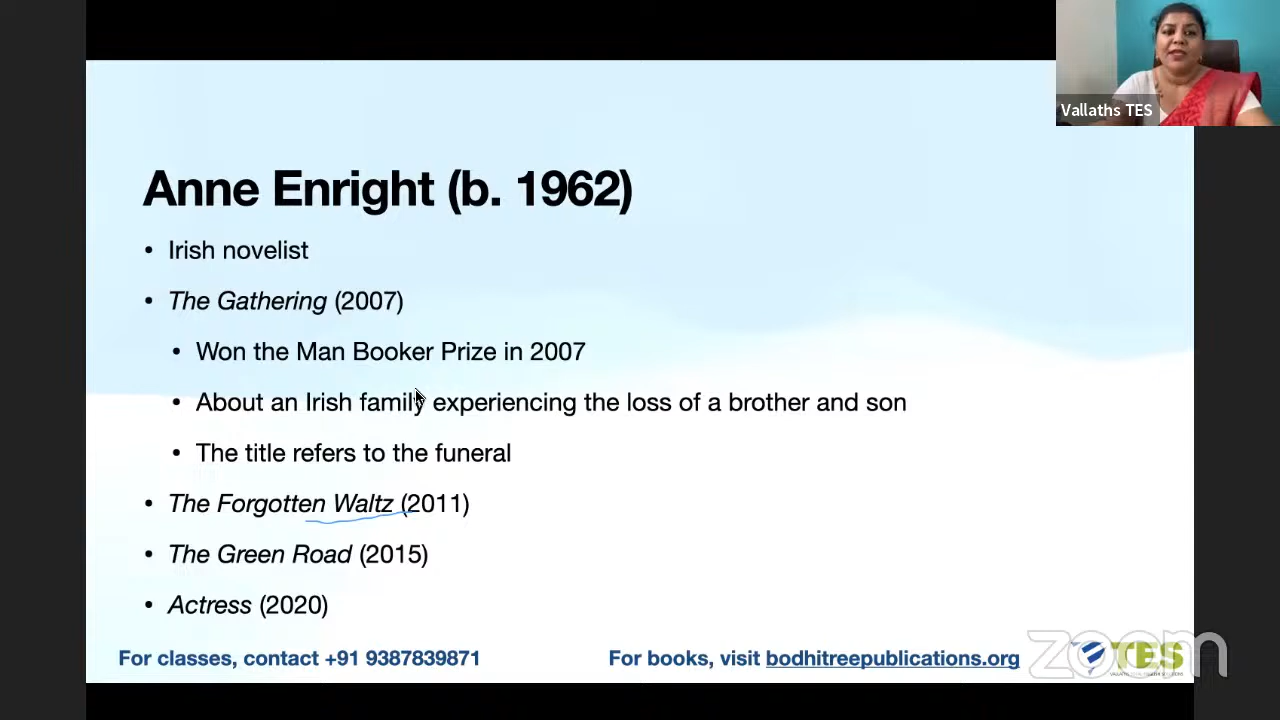 Vallaths TES
Anne Enright (b. 1962)
• Irish novelist
• The Gathering (2007)
• Won the Man Booker Prize in 2007
• About an Irish family experiencing the loss of a brother and son
• The title refers to the funeral
• The Forgotten Waltz (2011)
• The Green Road (2015)
• Actress (2020)
For classes, contact +91 9387839871
For books, visit bodhitreepublications.org
zoom
TES